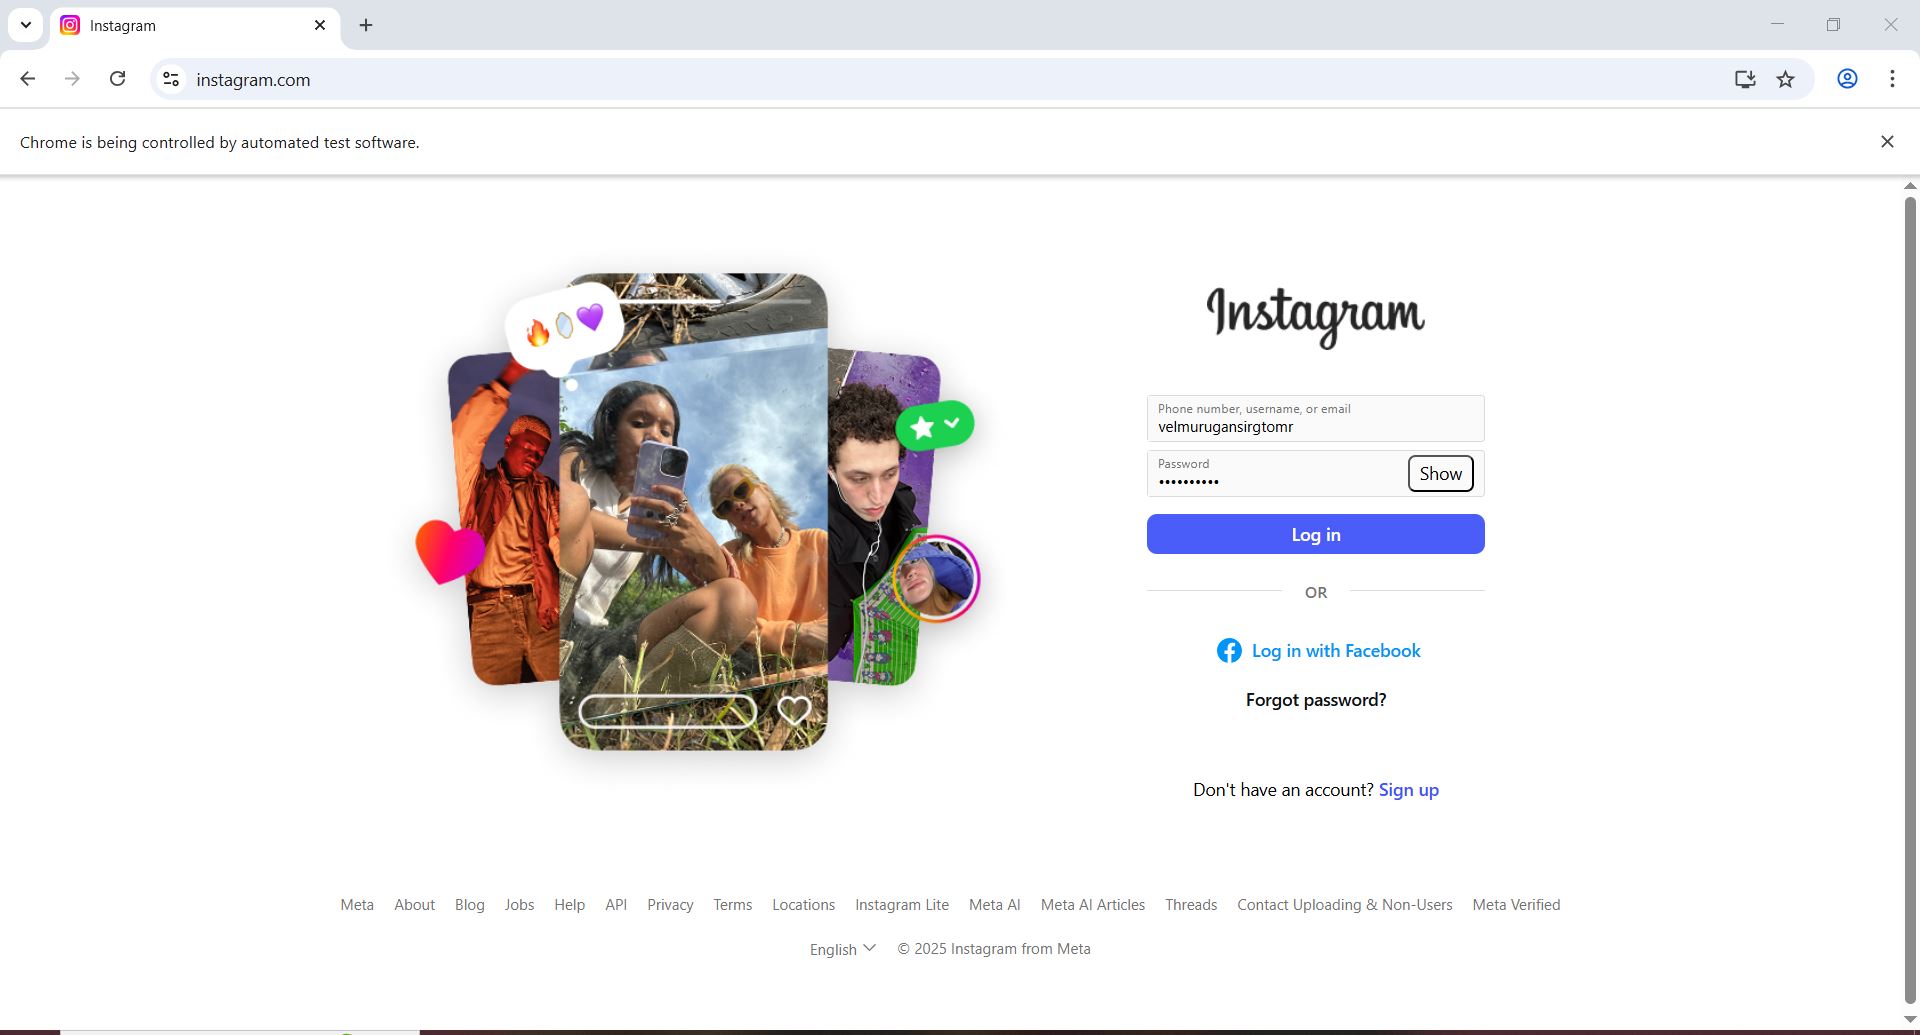 Instagram
instagram.com
Chrome is being controlled by automated test software.
Instagram
Phone number, username, or email
velmurugansirgtomr
Password
••••••••••
Show
Log in
OR
Log in with Facebook
Forgot password?
Don't have an account? Sign up
Meta About Blog Jobs Help API Privacy Terms Locations Instagram Lite Meta AI Meta AI Articles Threads Contact Uploading & Non-Users Meta Verified
English © 2025 Instagram from Meta